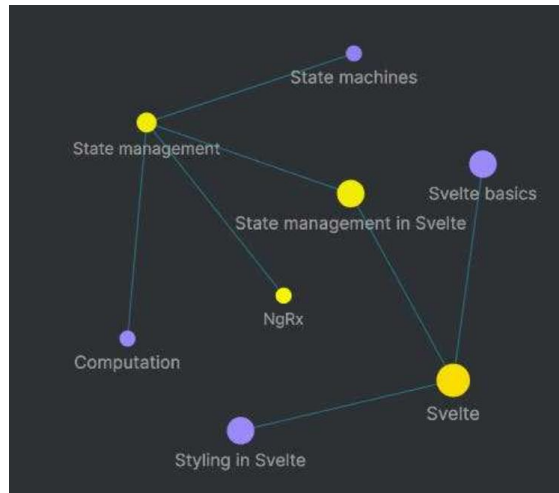 State machines
State management
Svelte basics
State management in Svelte
NgRx
Computation
Svelte
Styling in Svelte